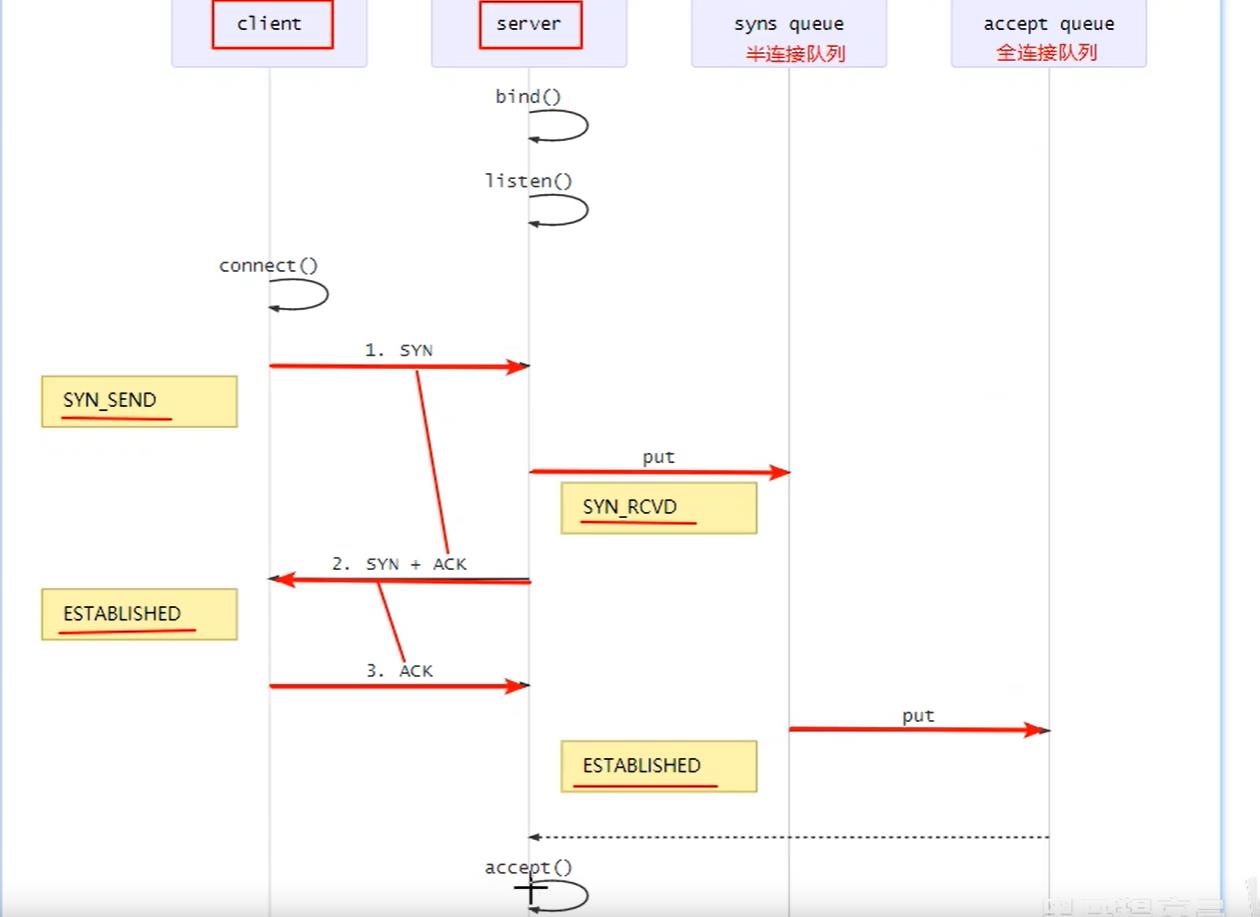 client
server
syns queue
半连接队列
accept queue
全连接队列
bind()
listen()
connect()
1. SYN
SYN_SEND
put
SYN_RCVD
2. SYN + ACK
ESTABLISHED
3. ACK
put
ESTABLISHED
accept()